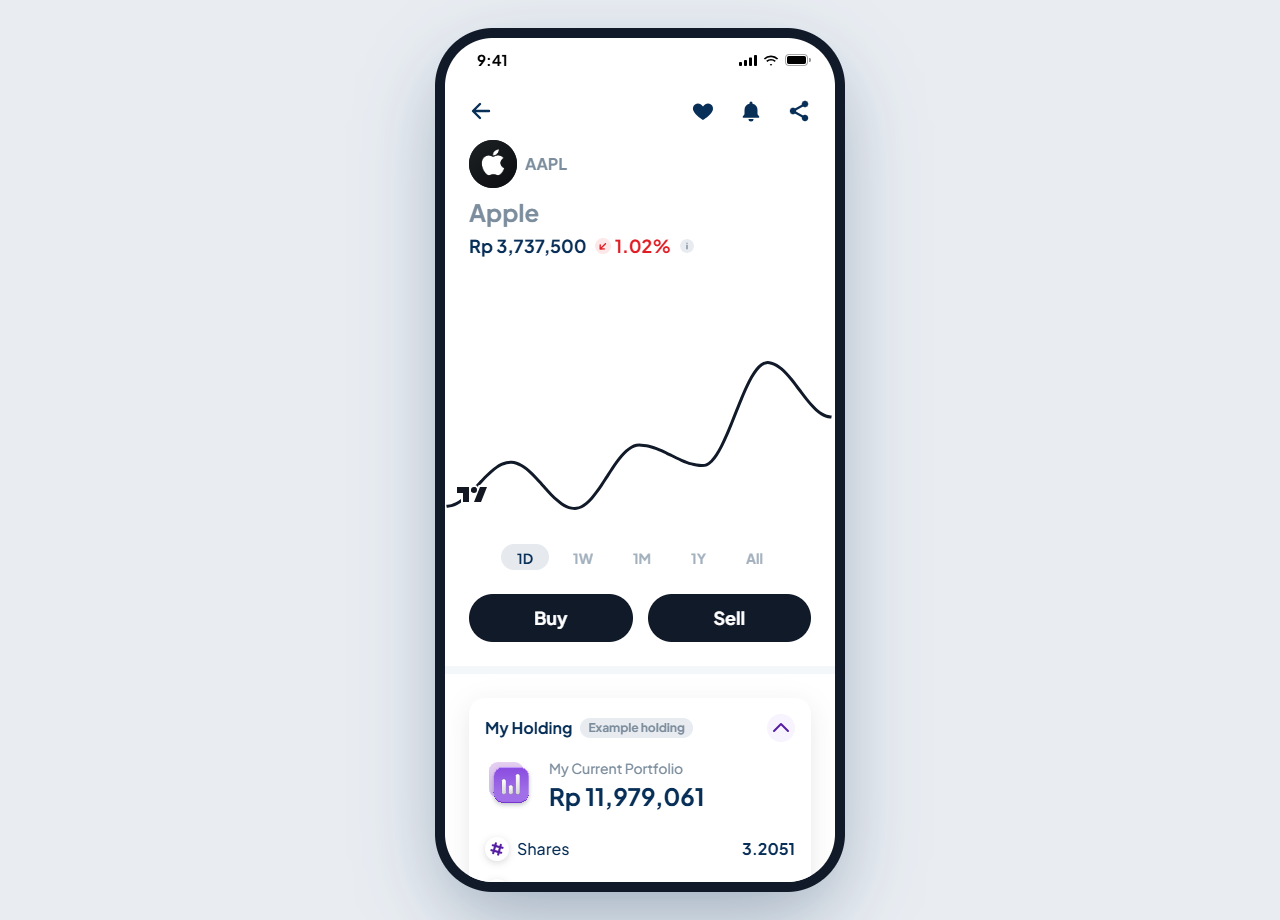 9:41
AAPL
Apple
Rp 3,737,500 1.02%
1D 1W 1M 1Y All
Buy Sell
My Holding Example holding
My Current Portfolio
Rp 11,979,061
Shares 3.2051